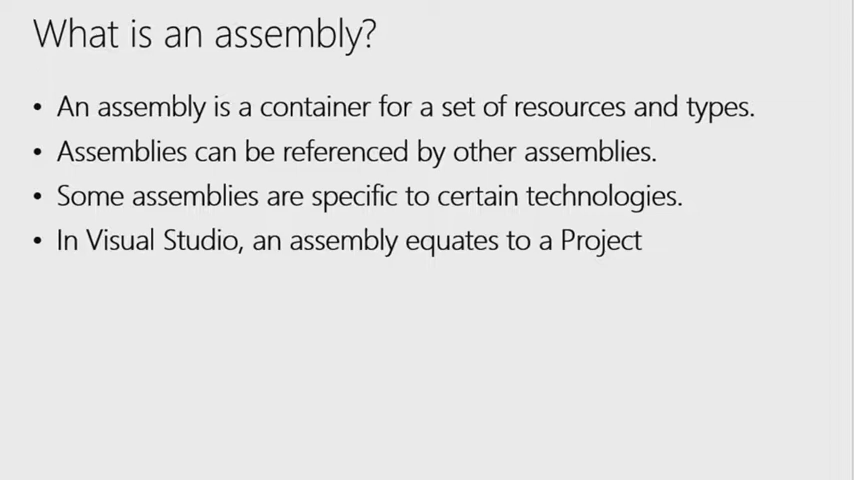 What is an assembly?
• An assembly is a container for a set of resources and types.
• Assemblies can be referenced by other assemblies.
• Some assemblies are specific to certain technologies.
• In Visual Studio, an assembly equates to a Project